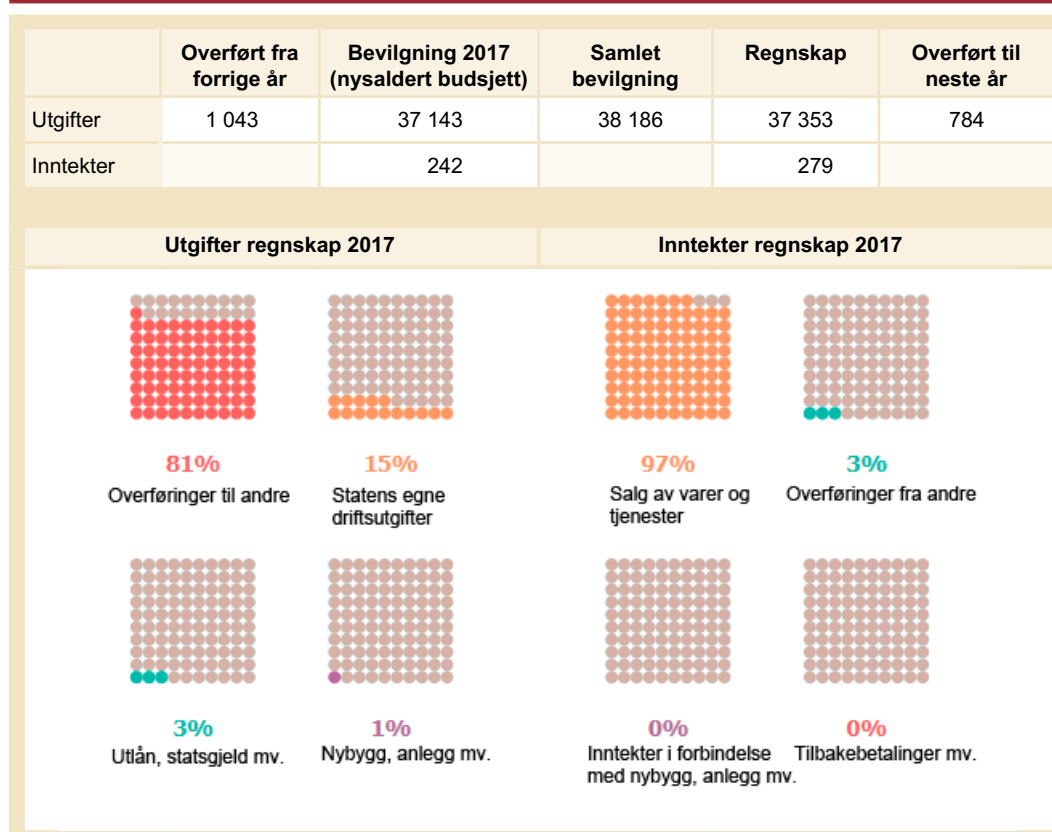 Overført fra forrige år
Bevilgning 2017 (nysaldert budsjett)
Samlet bevilgning
Regnskap
Overført til neste år
Utgifter 1 043 37 143 38 186 37 353 784
Inntekter 242 279
Utgifter regnskap 2017
Inntekter regnskap 2017
81%
Overføringer til andre
15%
Statens egne
driftsutgifter
97%
Salg av varer og
tjenester
3%
Overføringer fra andre
3%
Utlån, statsgjeld mv.
1%
Nybygg, anlegg mv.
0%
Inntekter i forbindelse
med nybygg, anlegg mv.
0%
Tilbakebetalinger mv.